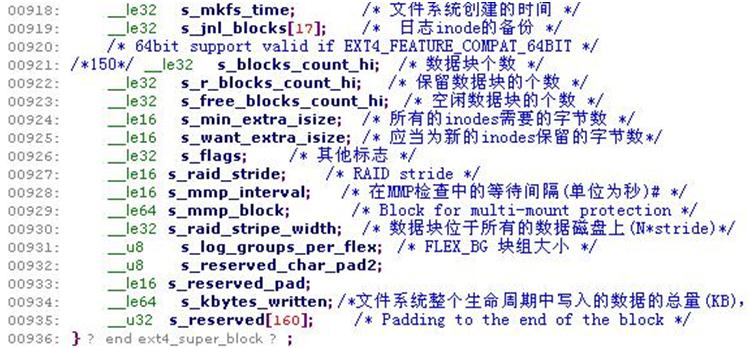 00918: __le32 s_mkfs_time; /* 文件系统创建的时间 */
00919: __le32 s_jnl_blocks[17]; /* 日志inode的备份 */
00920: /* 64bit support valid if EXT4_FEATURE_COMPAT_64BIT */
00921: /*150*/ __le32 s_blocks_count_hi; /* 数据块个数 */
00922: __le32 s_r_blocks_count_hi; /* 保留数据块的个数 */
00923: __le32 s_free_blocks_count_hi; /* 空闲数据块的个数 */
00924: __le16 s_min_extra_isize; /* 所有的inodes需要的字节数 */
00925: __le16 s_want_extra_isize; /* 应当为新的inodes保留的字节数*/
00926: __le32 s_flags; /* 其他标志 */
00927: __le16 s_raid_stride; /* RAID stride */
00928: __le16 s_mmp_interval; /* 在MMP检查中的等待间隔(单位为秒)# */
00929: __le64 s_mmp_block; /* Block for multi-mount protection */
00930: __le32 s_raid_stripe_width; /* 数据块位于所有的数据磁盘上(N*stride)*/
00931: __u8 s_log_groups_per_flex; /* FLEX_BG 块组大小 */
00932: __u8 s_reserved_char_pad2;
00933: __le16 s_reserved_pad;
00934: __le64 s_kbytes_written; /*文件系统整个生命周期中写入的数据的总量(KB),
00935: __u32 s_reserved[160]; /* Padding to the end of the block */
00936: } ? end ext4_super_block ? ;